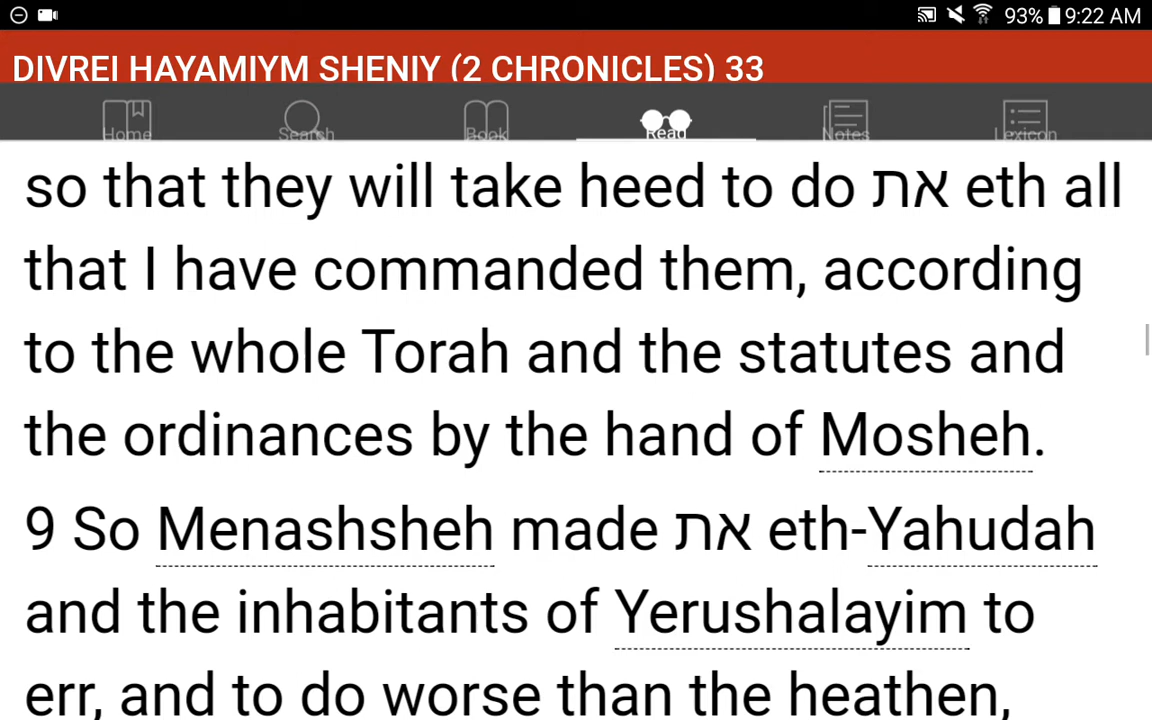 93% 9:22 AM
DIVREI HAYAMIYM SHENIY (2 CHRONICLES) 33
Home Search Book Read Notes Lexicon
so that they will take heed to do את eth all
that I have commanded them, according
to the whole Torah and the statutes and
the ordinances by the hand of Mosheh.
9 So Menashsheh made את eth-Yahudah
and the inhabitants of Yerushalayim to
err, and to do worse than the heathen,